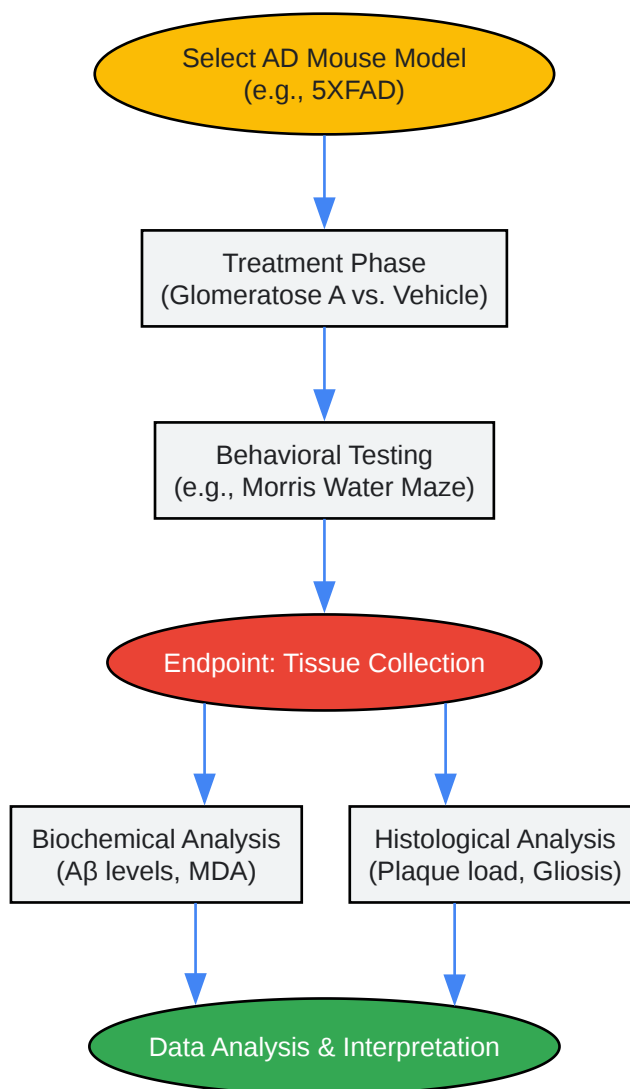 Select AD Mouse Model
(e.g., 5XFAD)
Treatment Phase
(Glomeratose A vs. Vehicle)
Behavioral Testing
(e.g., Morris Water Maze)
Endpoint: Tissue Collection
Biochemical Analysis
(Aβ levels, MDA)
Histological Analysis
(Plaque load, Gliosis)
Data Analysis & Interpretation